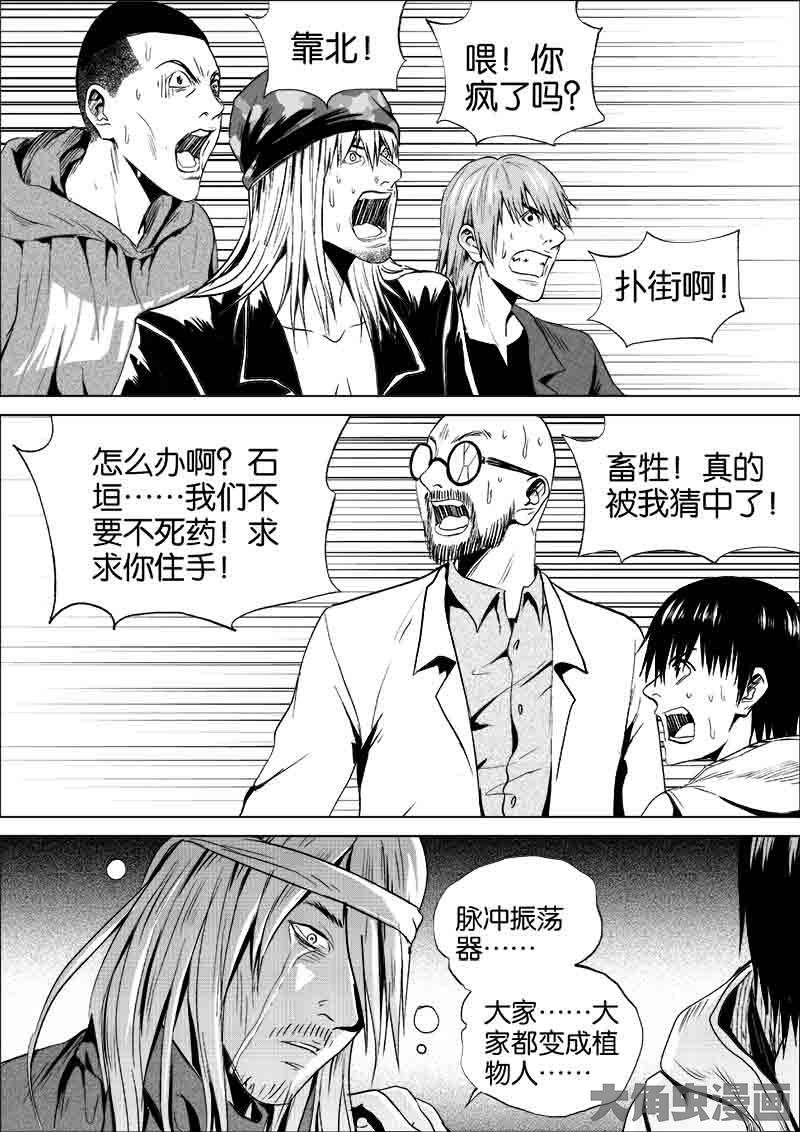 靠北！
喂！你
疯了吗？
扑街啊！
怎么办啊？石
垣……我们不
要不死药！求
求你住手！
畜牲！真的
被我猜中了！
脉冲振荡
器……
大家……大
家都变成植
物人……
大角虫漫画